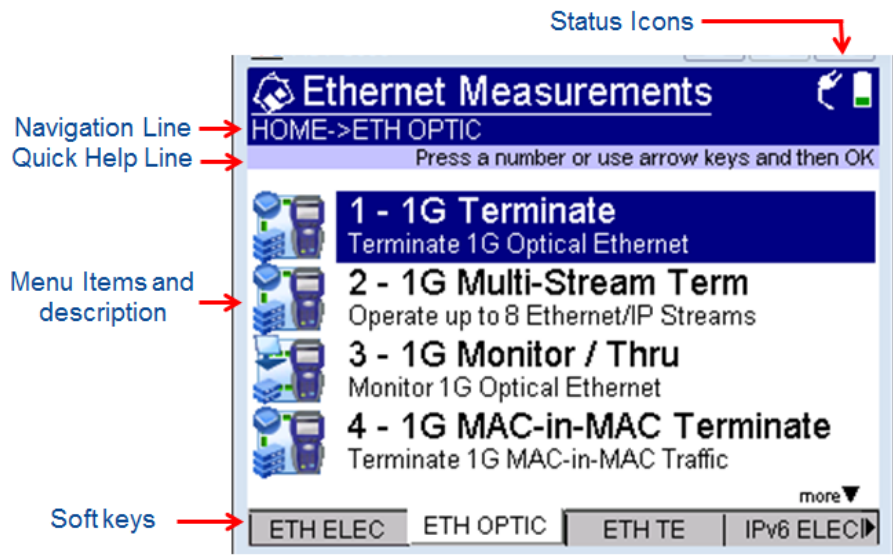 Status Icons
Ethernet Measurements
Navigation Line
HOME->ETH OPTIC
Quick Help Line
Press a number or use arrow keys and then OK
1 - 1G Terminate
Terminate 1G Optical Ethernet
Menu Items and
description
2 - 1G Multi-Stream Term
Operate up to 8 Ethernet/IP Streams
3 - 1G Monitor / Thru
Monitor 1G Optical Ethernet
4 - 1G MAC-in-MAC Terminate
Terminate 1G MAC-in-MAC Traffic
more▼
Soft keys
ETH ELEC
ETH OPTIC
ETH TE
IPv6 ELEC